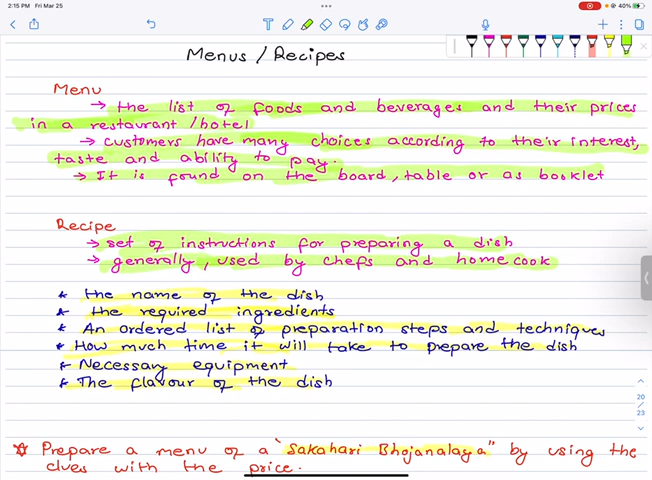 2:15 PM Fri Mar 25
40%
Menus / Recipes
Menu
→ the list of foods and beverages and their prices
in a restaurant /hotel
→ customers have many choices according to their interest,
taste and ability to pay.
→ It is found on the board, table or as booklet
Recipe
→ set of instructions for preparing a dish
→ generally, used by chefs and home cook
* the name of the dish
* the required ingredients
* An ordered list of preparation steps and techniques
* How much time it will take to prepare the dish
* Necessary equipment
* The flavour of the dish
20
/
23
☆ Prepare a menu of a "Sakahari Bhojanalaya" by using the
clues with the price.